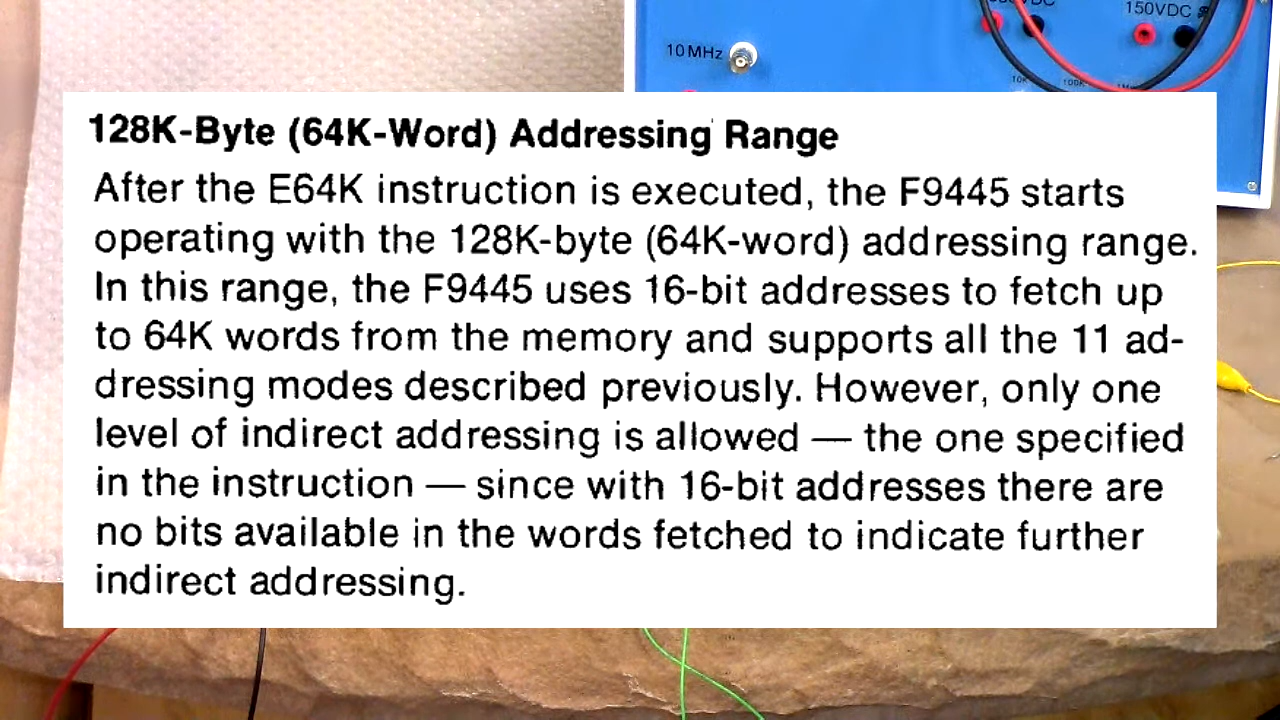 150VDC
10 MHz
128K-Byte (64K-Word) Addressing Range
After the E64K instruction is executed, the F9445 starts
operating with the 128K-byte (64K-word) addressing range.
In this range, the F9445 uses 16-bit addresses to fetch up
to 64K words from the memory and supports all the 11 ad-
dressing modes described previously. However, only one
level of indirect addressing is allowed — the one specified
in the instruction — since with 16-bit addresses there are
no bits available in the words fetched to indicate further
indirect addressing.